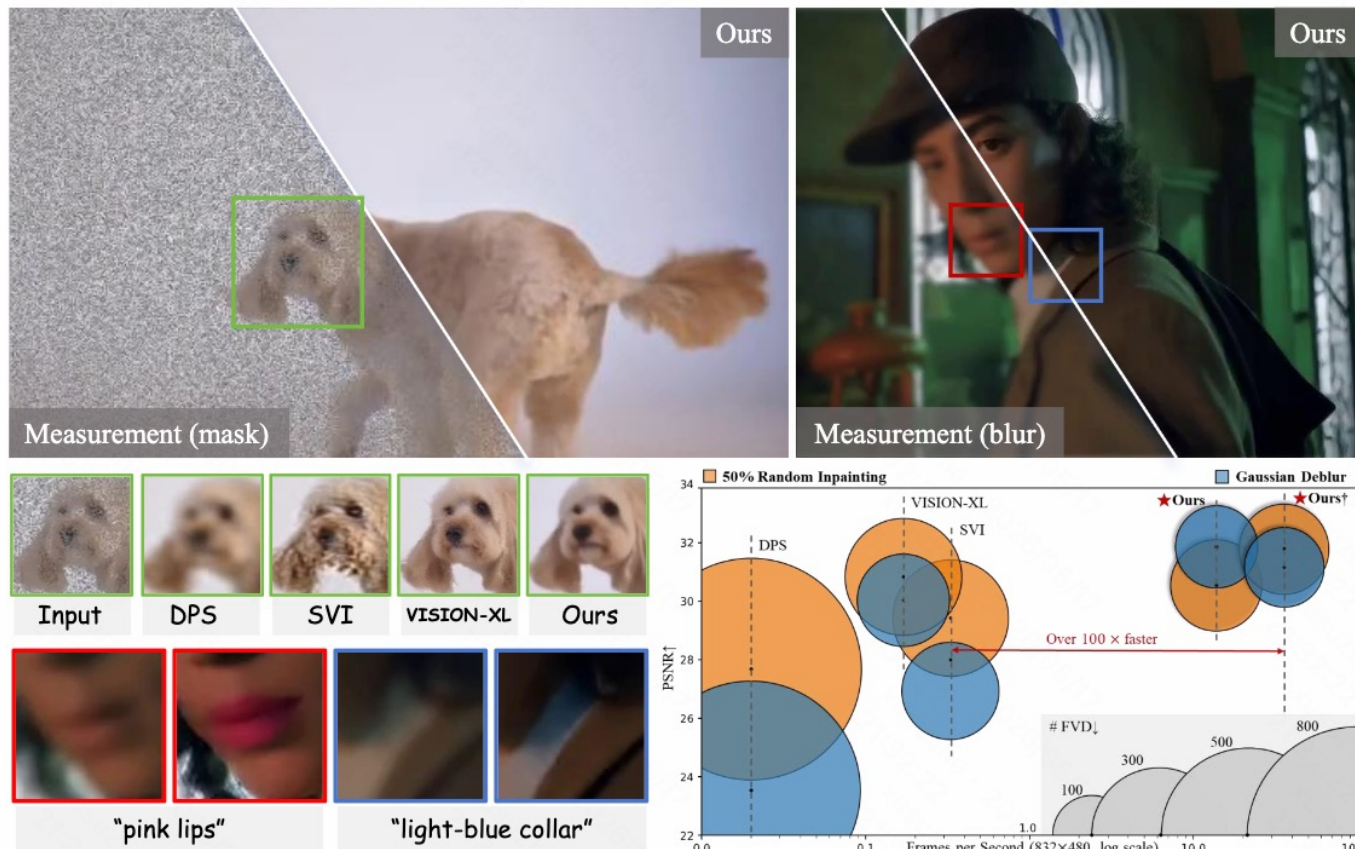 Ours
Ours
Measurement (mask)
Measurement (blur)
Input
DPS
SVI
VISION-XL
Ours
"pink lips"
"light-blue collar"
50% Random Inpainting
Gaussian Deblur
34
32
30
28
26
24
22
PSNR↑
DPS
VISION-XL
SVI
★Ours
★Ours†
Over 100 × faster
# FVD↓
100
300
500
800
0.1
1.0
10.0
Frames per Second (832×480, log scale)